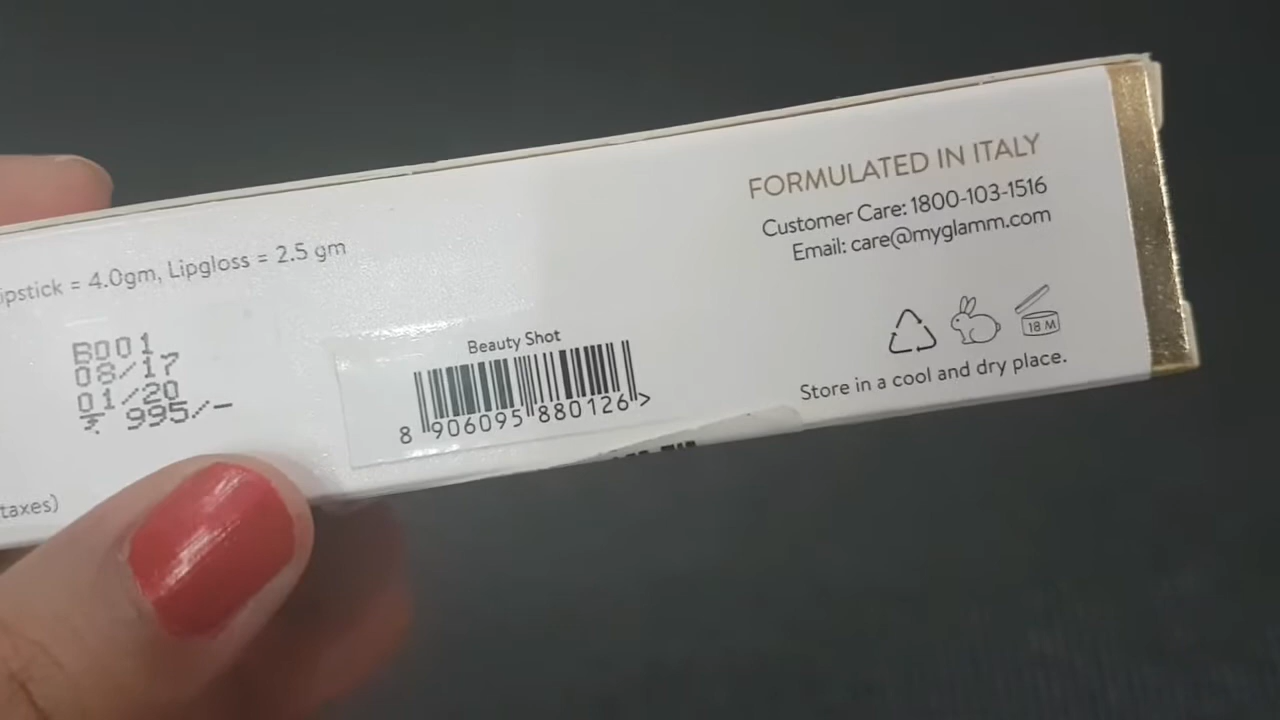 ipstick = 4.0gm, Lipgloss = 2.5 gm
B001
08/17
01/20
₹ 995/-
taxes)
Beauty Shot
8 906095 880126 >
FORMULATED IN ITALY
Customer Care: 1800-103-1516
Email: care@myglamm.com
18 M
Store in a cool and dry place.